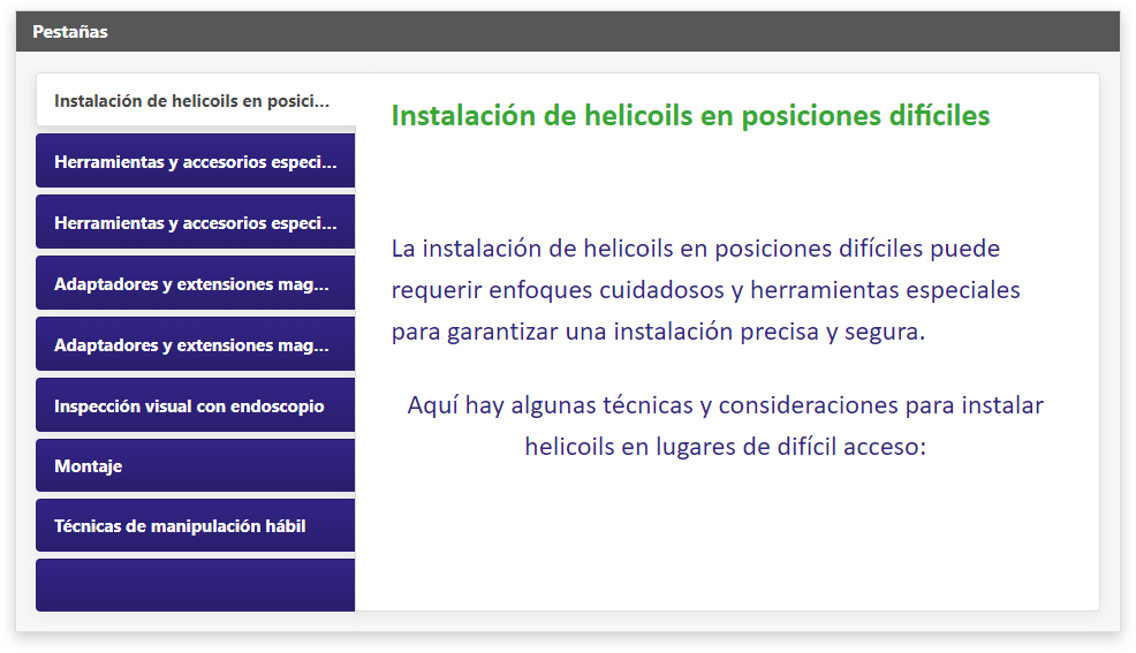 Pestañas
Instalación de helicoils en posici...
Herramientas y accesorios especi...
Herramientas y accesorios especi...
Adaptadores y extensiones mag...
Adaptadores y extensiones mag...
Inspección visual con endoscopio
Montaje
Técnicas de manipulación hábil
Instalación de helicoils en posiciones difíciles
La instalación de helicoils en posiciones difíciles puede
requerir enfoques cuidadosos y herramientas especiales
para garantizar una instalación precisa y segura.
Aquí hay algunas técnicas y consideraciones para instalar
helicoils en lugares de difícil acceso: